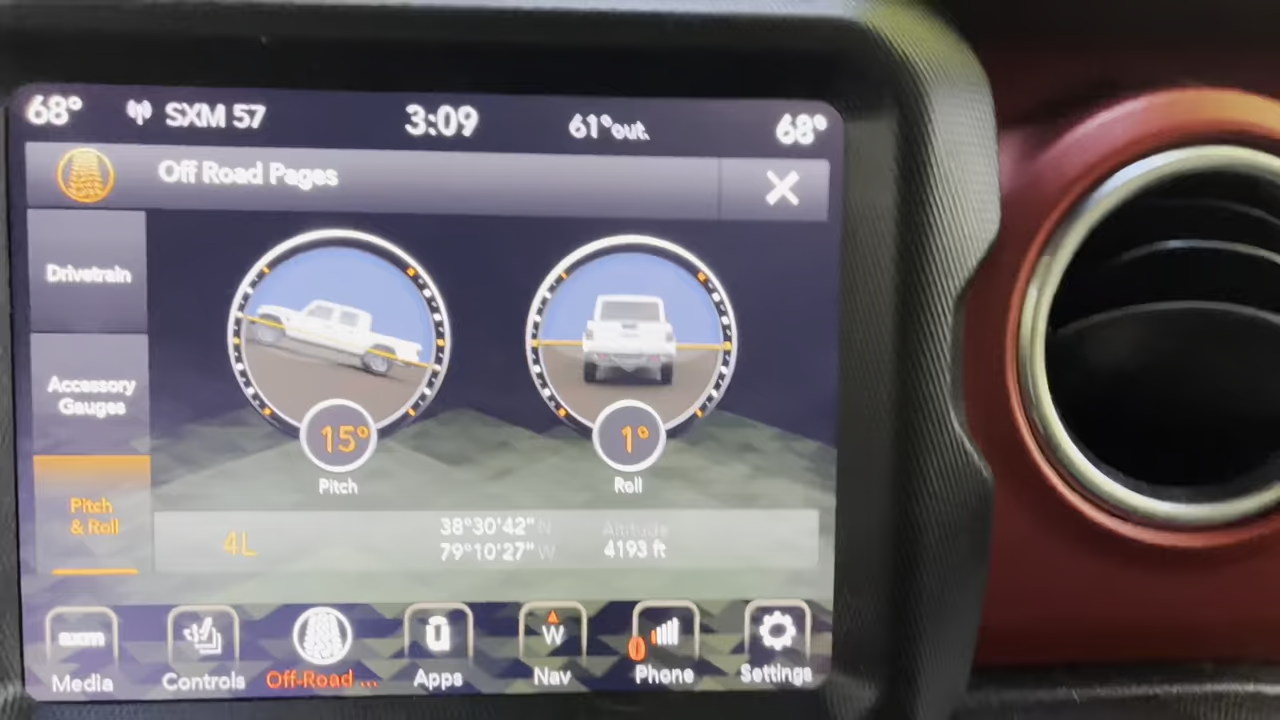 68°
SXM 57
3:09
61°out.
68°
Off Road Pages
Drivetrain
Accessory
Gauges
Pitch
& Roll
15°
Pitch
1°
Roll
4L
38°30'42"N
79°10'27"W
Altitude
4193 ft
Media
Controls
Off-Road ...
Apps
W
Nav
0
Phone
Settings